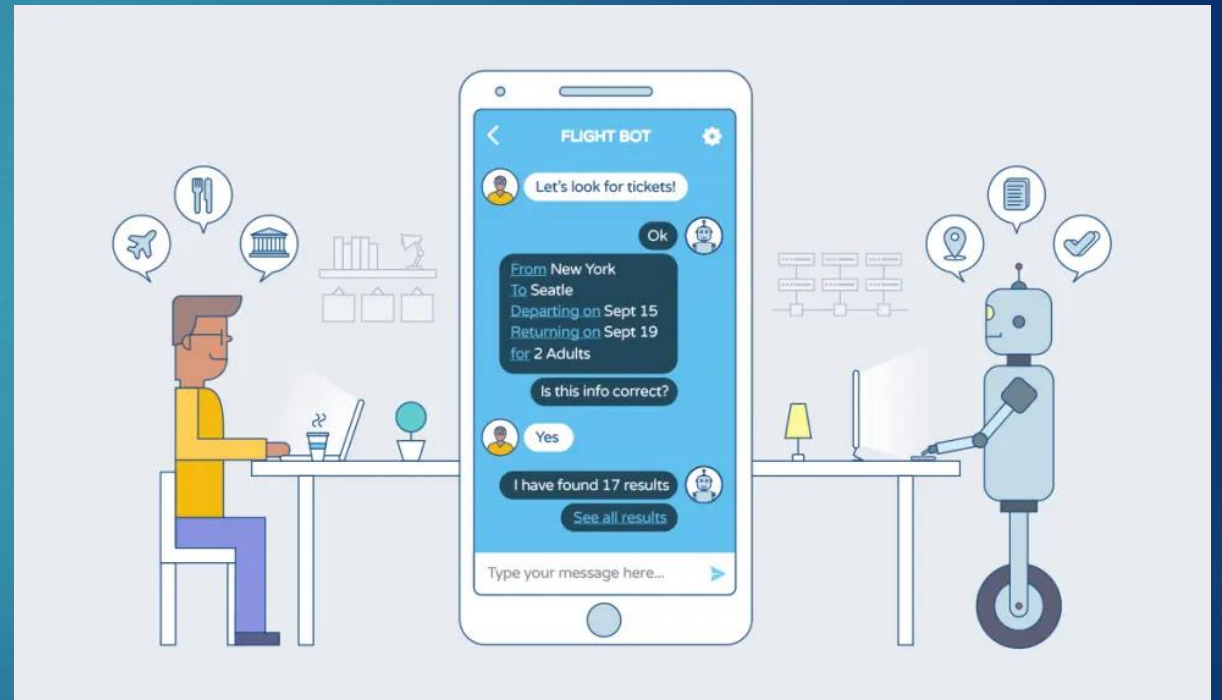 FLIGHT BOT
Let's look for tickets!
Ok
From New York
To Seatle
Departing on Sept 15
Returning on Sept 19
for 2 Adults
Is this info correct?
Yes
I have found 17 results
See all results
Type your message here...